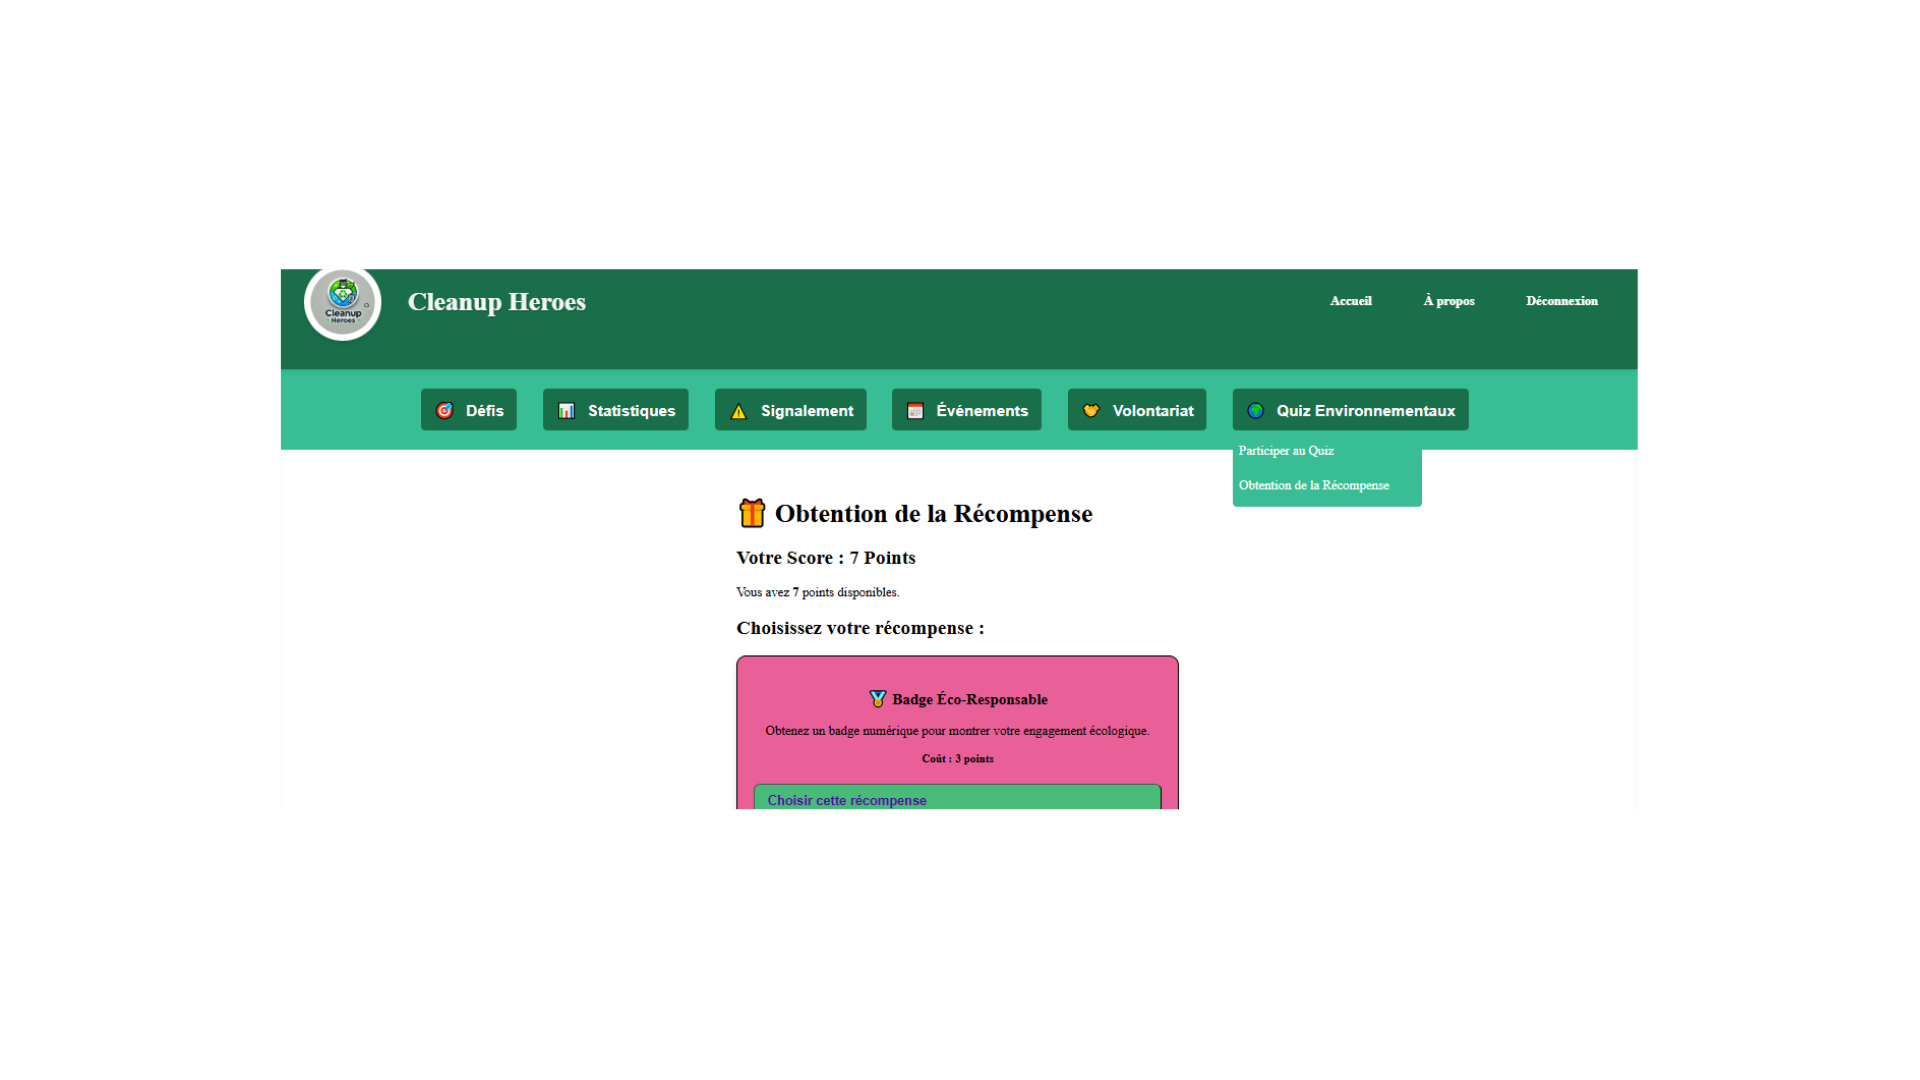 Cleanup
Heroes
Cleanup Heroes
Accueil
À propos
Déconnexion
Défis
Statistiques
Signalement
Événements
Volontariat
Quiz Environnementaux
Participer au Quiz
Obtention de la Récompense
Obtention de la Récompense
Votre Score : 7 Points
Vous avez 7 points disponibles.
Choisissez votre récompense :
Badge Éco-Responsable
Obtenez un badge numérique pour montrer votre engagement écologique.
Coût : 3 points
Choisir cette récompense